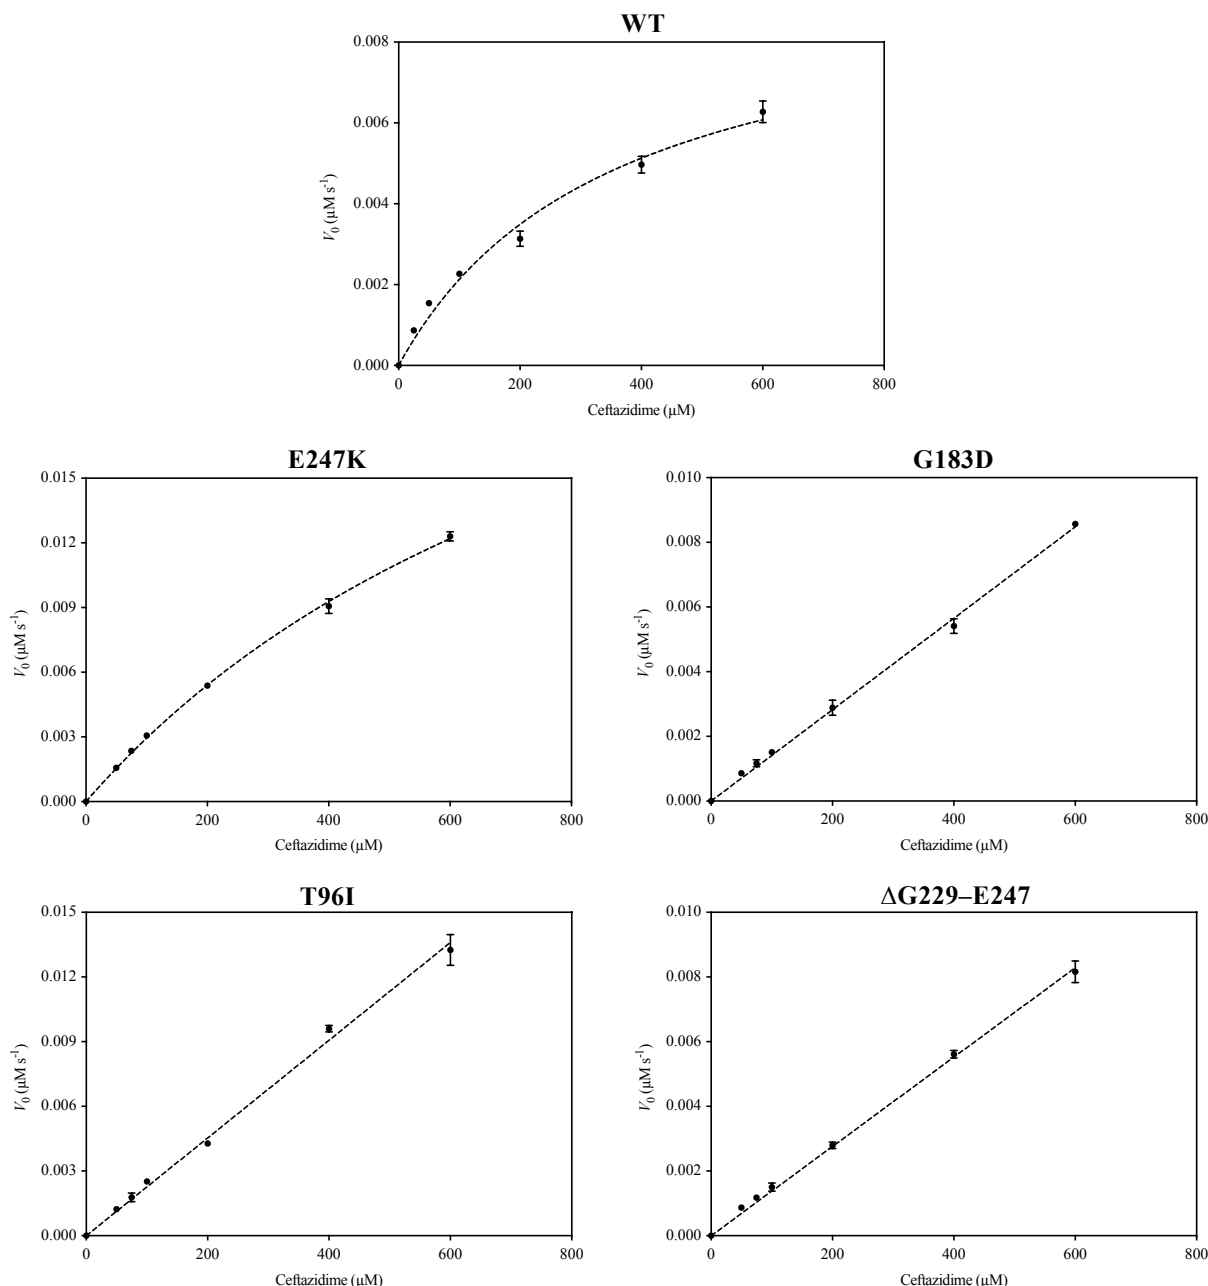 WT
0.008
0.006
0.004
0.002
0.000
V₀ (µM s⁻¹)
0 200 400 600 800
Ceftazidime (µM)
E247K
0.015
0.012
0.009
0.006
0.003
0.000
V₀ (µM s⁻¹)
0 200 400 600 800
Ceftazidime (µM)
G183D
0.010
0.008
0.006
0.004
0.002
0.000
V₀ (µM s⁻¹)
0 200 400 600 800
Ceftazidime (µM)
T96I
0.015
0.012
0.009
0.006
0.003
0.000
V₀ (µM s⁻¹)
0 200 400 600 800
Ceftazidime (µM)
ΔG229–E247
0.010
0.008
0.006
0.004
0.002
0.000
V₀ (µM s⁻¹)
0 200 400 600 800
Ceftazidime (µM)